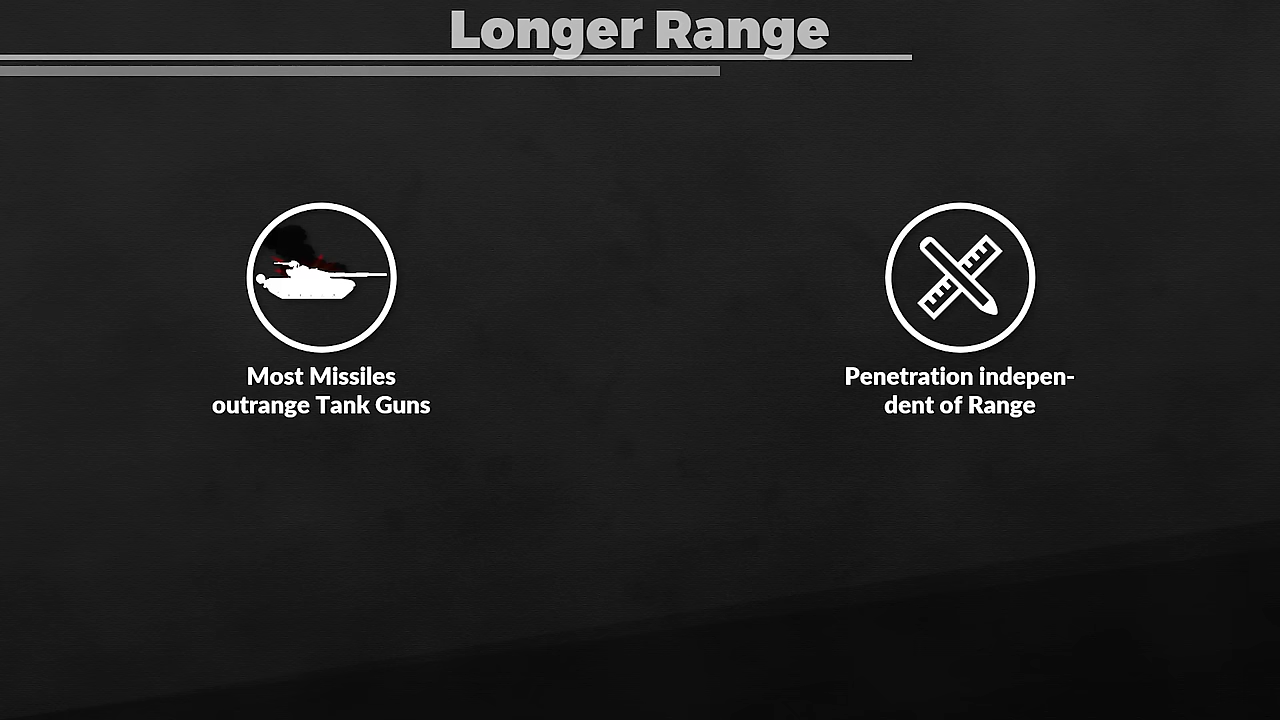 Longer Range
Most Missiles
outrange Tank Guns
Penetration indepen-
dent of Range